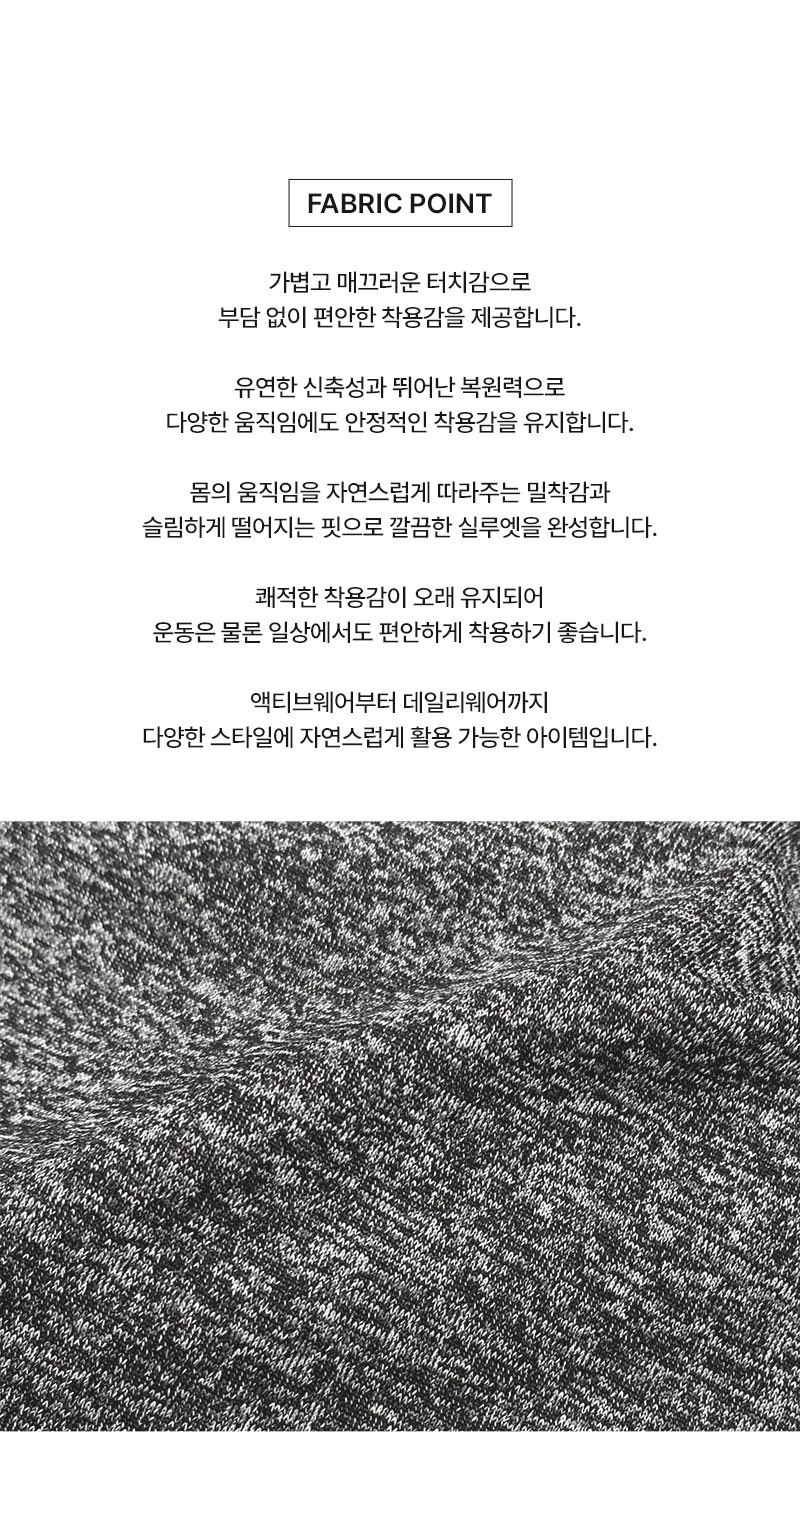 FABRIC POINT
가볍고 매끄러운 터치감으로
부담 없이 편안한 착용감을 제공합니다.
유연한 신축성과 뛰어난 복원력으로
다양한 움직임에도 안정적인 착용감을 유지합니다.
몸의 움직임을 자연스럽게 따라주는 밀착감과
슬림하게 떨어지는 핏으로 깔끔한 실루엣을 완성합니다.
쾌적한 착용감이 오래 유지되어
운동은 물론 일상에서도 편안하게 착용하기 좋습니다.
액티브웨어부터 데일리웨어까지
다양한 스타일에 자연스럽게 활용 가능한 아이템입니다.